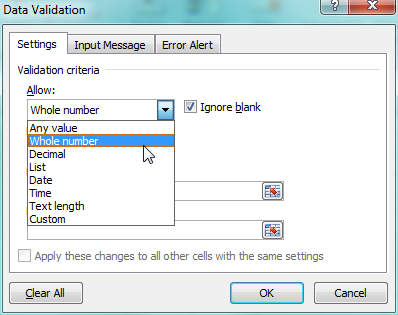 Data Validation
Settings
Input Message
Error Alert
Validation criteria
Allow:
Whole number
Ignore blank
Any value
Whole number
Decimal
List
Date
Time
Text length
Custom
Apply these changes to all other cells with the same settings
Clear All
OK
Cancel